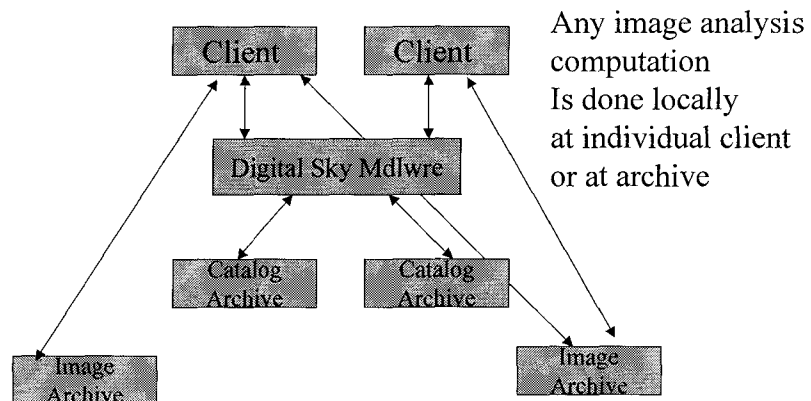 Client
Client
Any image analysis
computation
Is done locally
at individual client
or at archive
Digital Sky Mdlwre
Catalog
Archive
Catalog
Archive
Image
Archive
Image
Archive